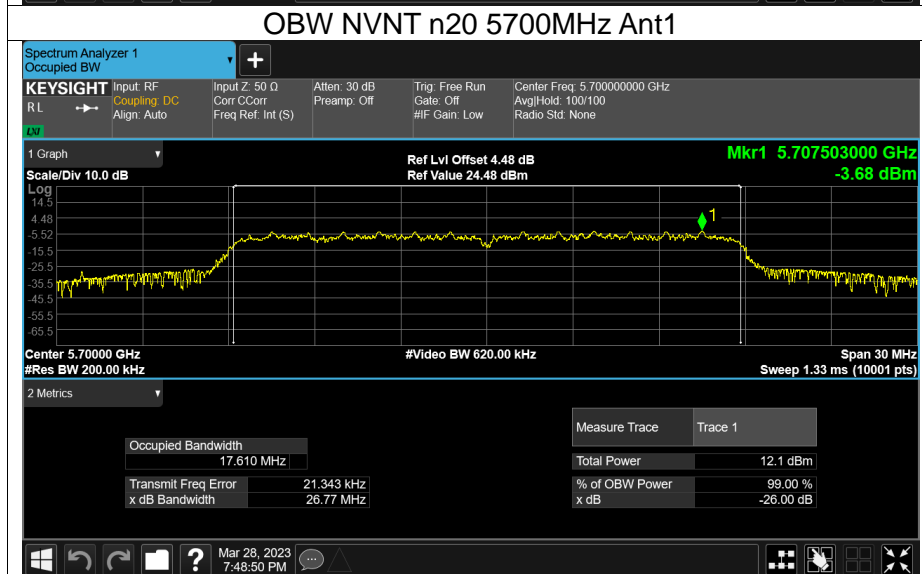 OBW NVNT n20 5700MHz Ant1
Spectrum Analyzer 1
Occupied BW
+
KEYSIGHT Input: RF Input Z: 50 Ω Atten: 30 dB Trig: Free Run Center Freq: 5.700000000 GHz
R L Coupling: DC Corr CCorr Preamp: Off Gate: Off Avg|Hold: 100/100
Align: Auto Freq Ref: Int (S) #IF Gain: Low Radio Std: None
LXI
1 Graph Ref Lvl Offset 4.48 dB Mkr1 5.707503000 GHz
Scale/Div 10.0 dB Ref Value 24.48 dBm -3.68 dBm
Log
14.5
4.48
1
-5.52
-15.5
-25.5
-35.5
-45.5
-55.5
-65.5
Center 5.70000 GHz #Video BW 620.00 kHz Span 30 MHz
#Res BW 200.00 kHz Sweep 1.33 ms (10001 pts)
2 Metrics
Measure Trace Trace 1
Occupied Bandwidth
17.610 MHz Total Power 12.1 dBm
Transmit Freq Error 21.343 kHz % of OBW Power 99.00 %
x dB Bandwidth 26.77 MHz x dB -26.00 dB
? Mar 28, 2023
7:48:50 PM